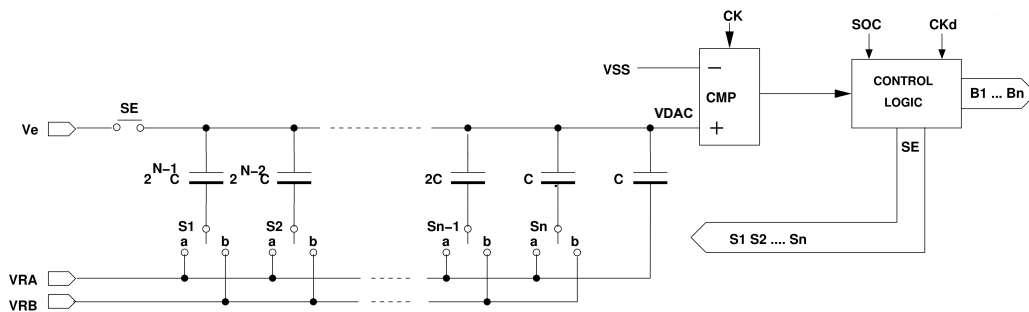 CK
SOC
CKd
VSS
−
CMP
CONTROL
LOGIC
B1 ... Bn
SE
VDAC
Ve
+
SE
2^N−1 C
2^N−2 C
2C
C
C
S1
S2
Sn−1
Sn
a
b
a
b
a
b
a
b
S1 S2 .... Sn
VRA
VRB